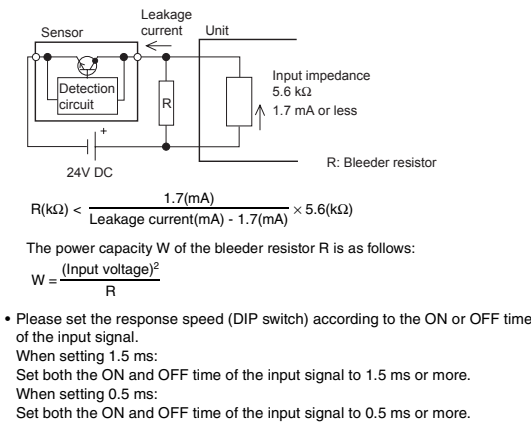 Leakage
Sensor current Unit
Detection
circuit
R
Input impedance
5.6 kΩ
1.7 mA or less
+
24V DC
R: Bleeder resistor
R(kΩ) < 1.7(mA) / Leakage current(mA) - 1.7(mA) × 5.6(kΩ)
The power capacity W of the bleeder resistor R is as follows:
W = (Input voltage)² / R
• Please set the response speed (DIP switch) according to the ON or OFF time
of the input signal.
When setting 1.5 ms:
Set both the ON and OFF time of the input signal to 1.5 ms or more.
When setting 0.5 ms:
Set both the ON and OFF time of the input signal to 0.5 ms or more.